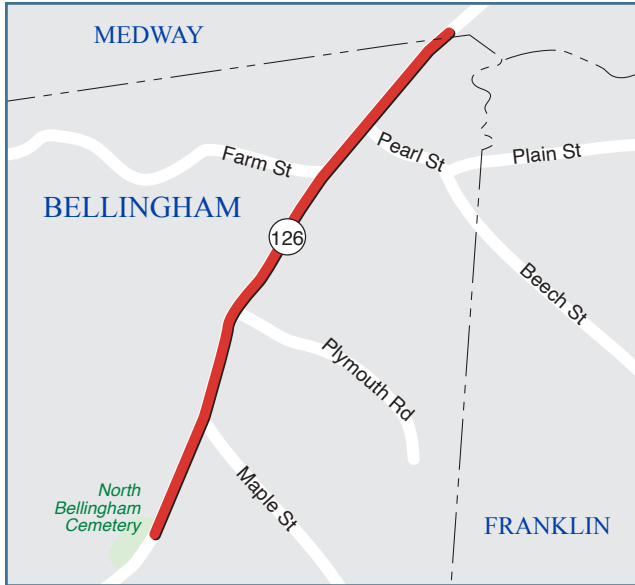 MEDWAY
Pearl St
Plain St
Farm St
BELLINGHAM
126
Beech St
Plymouth Rd
Maple St
North
Bellingham
Cemetery
FRANKLIN